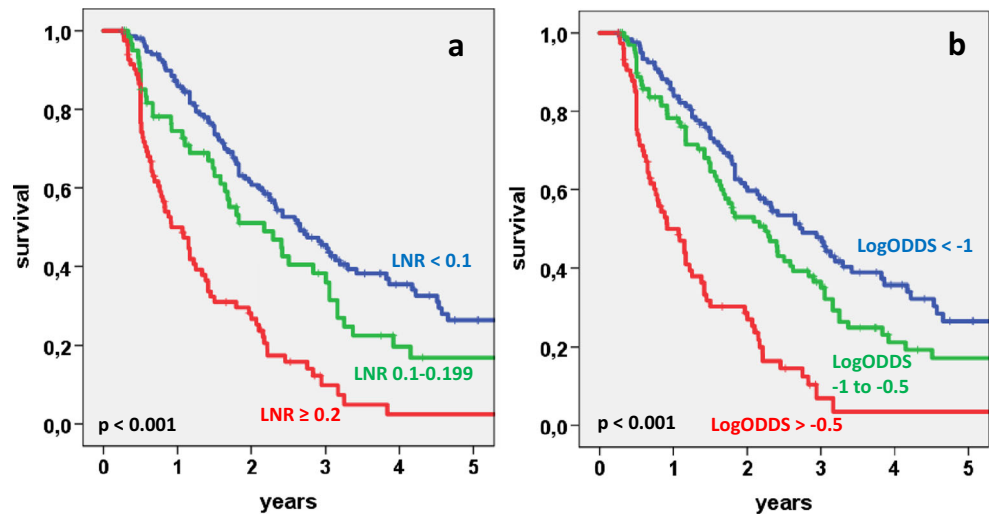 a
1,0
0,8
0,6
0,4
0,2
0,0
survival
LNR < 0.1
LNR 0.1-0.199
LNR ≥ 0.2
p < 0.001
0 1 2 3 4 5
years
b
1,0
0,8
0,6
0,4
0,2
0,0
survival
LogODDS < -1
LogODDS
-1 to -0.5
LogODDS > -0.5
p < 0.001
0 1 2 3 4 5
years